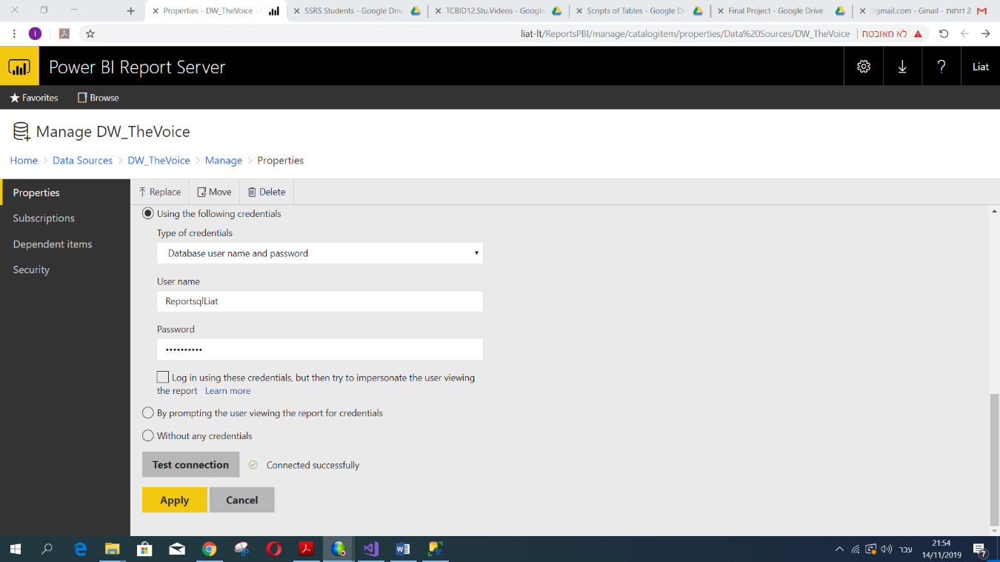 Properties - DW_TheVoice -
SSRS Students - Google Driv
TCBID12.Stu.Videos - Google
Scripts of Tables - Google Dr
Final Project - Google Drive
2 דוחות - @gmail.com - Gmail
liat-lt/ReportsPBI/manage/catalogitem/properties/Data%20Sources/DW_TheVoice
לא מאובטח
Power BI Report Server
?
Liat
Favorites
Browse
Manage DW_TheVoice
Home > Data Sources > DW_TheVoice > Manage > Properties
Properties
Subscriptions
Dependent items
Security
Replace
Move
Delete
Using the following credentials
Type of credentials
Database user name and password
User name
ReportsqlLiat
Password
••••••••••
Log in using these credentials, but then try to impersonate the user viewing
the report Learn more
By prompting the user viewing the report for credentials
Without any credentials
Test connection
Connected successfully
Apply
Cancel
עבר
21:54
14/11/2019
7